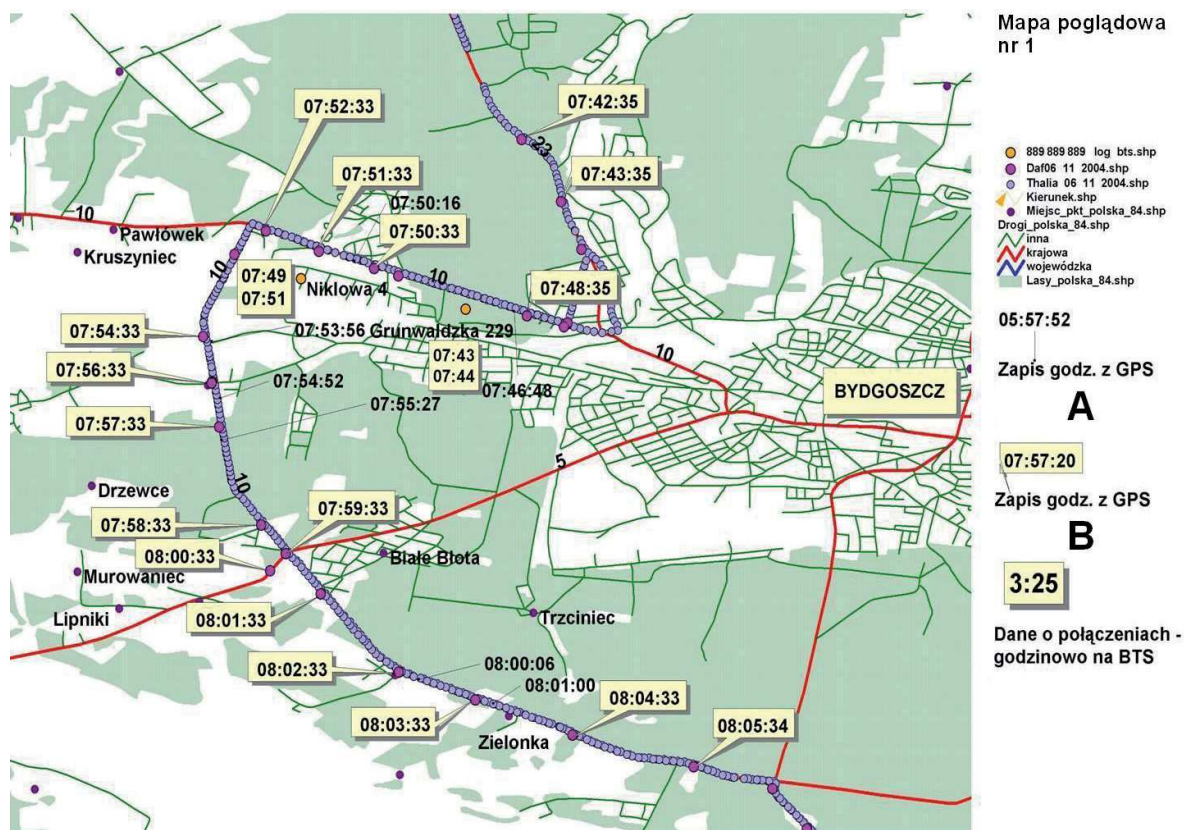 Mapa poglądowa
nr 1
889 889 889 log bts.shp
Daf06 11 2004.shp
Thalia 06 11 2004.shp
Kierunek.shp
Miejsc_pkt_polska_84.shp
Drogi_polska_84.shp
inna
krajowa
wojewódzka
Lasy_polska_84.shp
05:57:52
Zapis godz. z GPS
A
07:57:20
Zapis godz. z GPS
B
3:25
Dane o połączeniach -
godzinowo na BTS
07:52:33
07:42:35
23
07:51:33
07:43:35
07:50:16
10
Pawłówek
07:50:33
Kruszyniec
10
07:49
07:51
Niklowa 4
10
07:48:35
07:54:33
07:53:56
Grunwaldzka 229
07:43
07:44
10
07:56:33
07:54:52
07:46:48
BYDGOSZCZ
07:55:27
07:57:33
5
10
Drzewce
07:58:33
07:59:33
08:00:33
Białe Błota
Murowaniec
Lipniki
08:01:33
Trzciniec
08:02:33
08:00:06
08:01:00
08:04:33
08:03:33
08:05:34
Zielonka